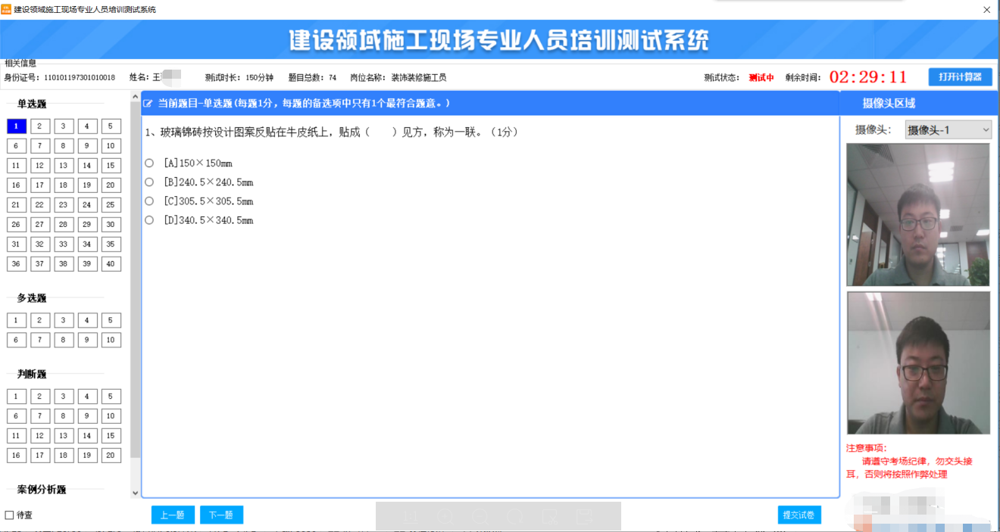 建设领域施工现场专业人员培训测试系统
建设领域施工现场专业人员培训测试系统
相关信息
身份证号: 110101197301010018 姓名: 王 测试时长: 150分钟 题目总数: 74 岗位名称: 装饰装修施工员 测试状态: 测试中 剩余时间: 02:29:11 打开计算器
单选题
1 2 3 4 5
6 7 8 9 10
11 12 13 14 15
16 17 18 19 20
21 22 23 24 25
26 27 28 29 30
31 32 33 34 35
36 37 38 39 40
多选题
1 2 3 4 5
6 7 8 9 10
判断题
1 2 3 4 5
6 7 8 9 10
11 12 13 14 15
16 17 18 19 20
案例分析题
待查
当前题目-单选题(每题1分，每题的备选项中只有1个最符合题意。)
1、玻璃锦砖按设计图案反贴在牛皮纸上，贴成（ ）见方，称为一联。（1分）
[A]150×150mm
[B]240.5×240.5mm
[C]305.5×305.5mm
[D]340.5×340.5mm
上一题 下一题 提交试卷
摄像头区域
摄像头: 摄像头-1
注意事项:
请遵守考场纪律，勿交头接
耳，否则将按照作弊处理